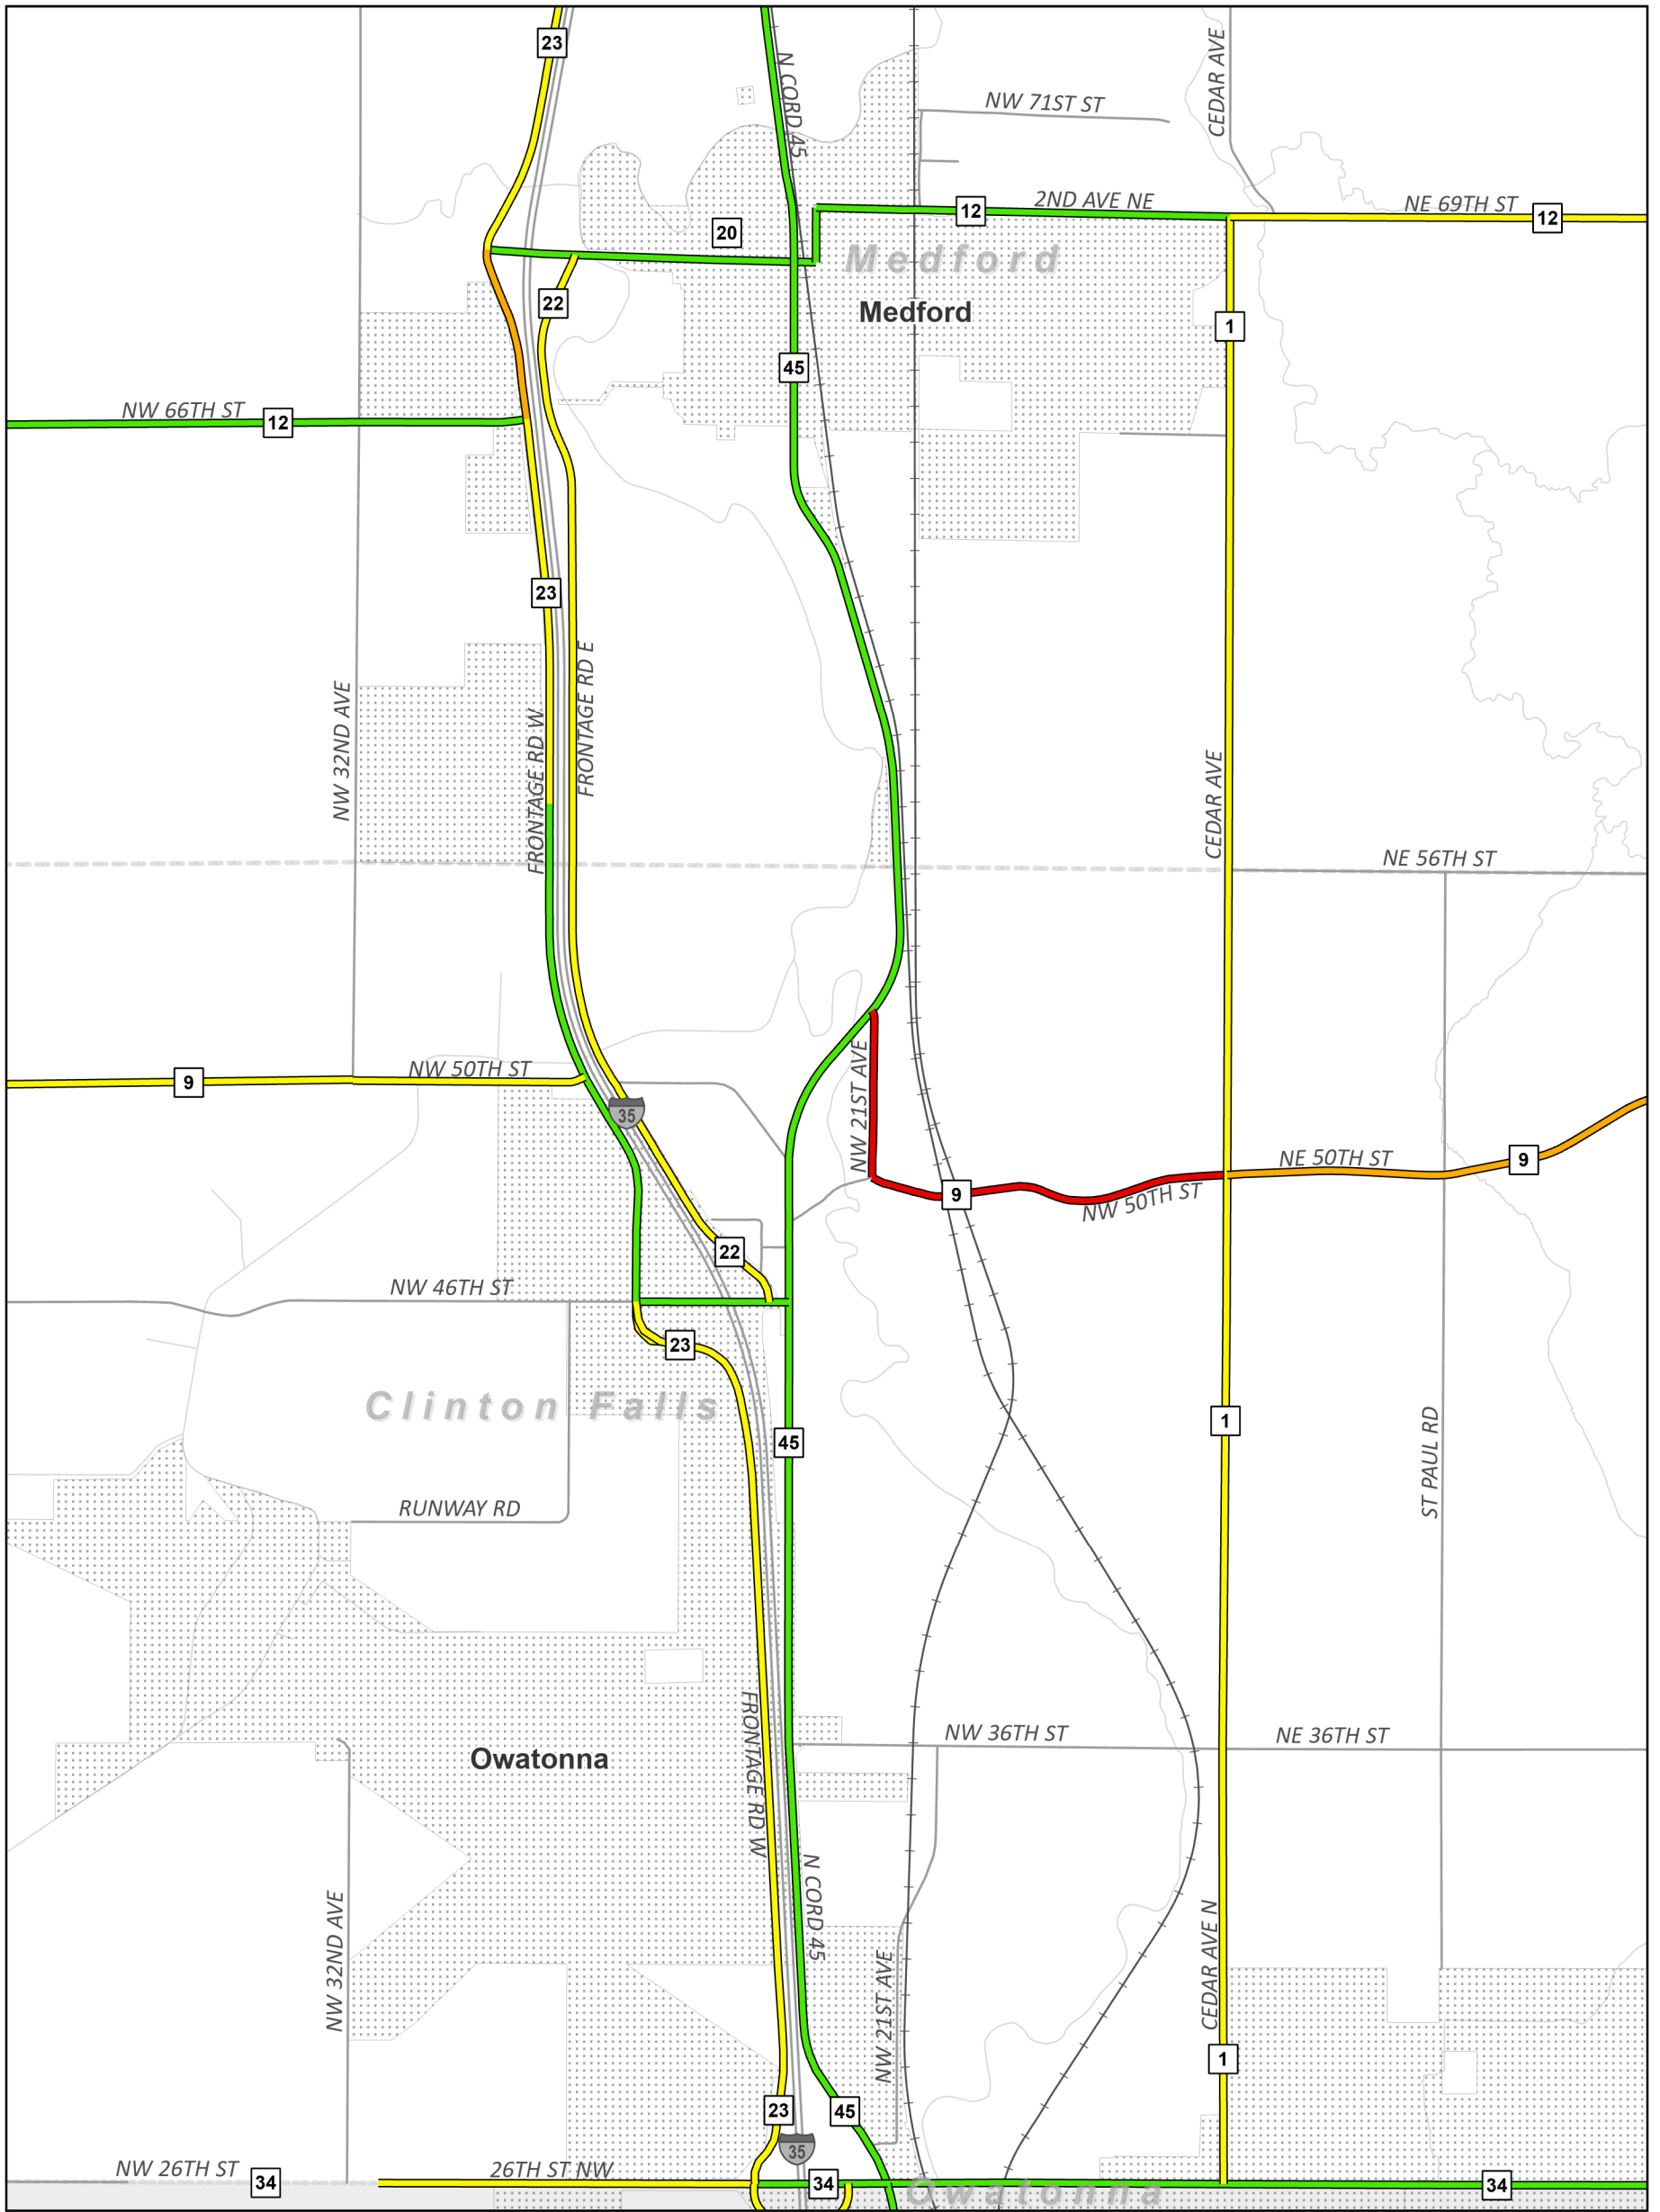 23
N CORD 45
CEDAR AVE
NW 71ST ST
20
12
2ND AVE NE
NE 69TH ST
12
Medford
Medford
22
1
45
NW 66TH ST
12
23
FRONTAGE RD E
NW 32ND AVE
FRONTAGE RD W
CEDAR AVE
NE 56TH ST
NW 50TH ST
9
35
NW 21ST AVE
NE 50TH ST
9
9
NW 50TH ST
22
NW 46TH ST
23
Clinton Falls
45
1
ST PAUL RD
RUNWAY RD
NW 36TH ST
NE 36TH ST
Owatonna
FRONTAGE RD W
N CORD 45
NW 32ND AVE
NW 21ST AVE
CEDAR AVE N
1
23
45
35
NW 26TH ST
34
26TH ST NW
34
Owatonna
34